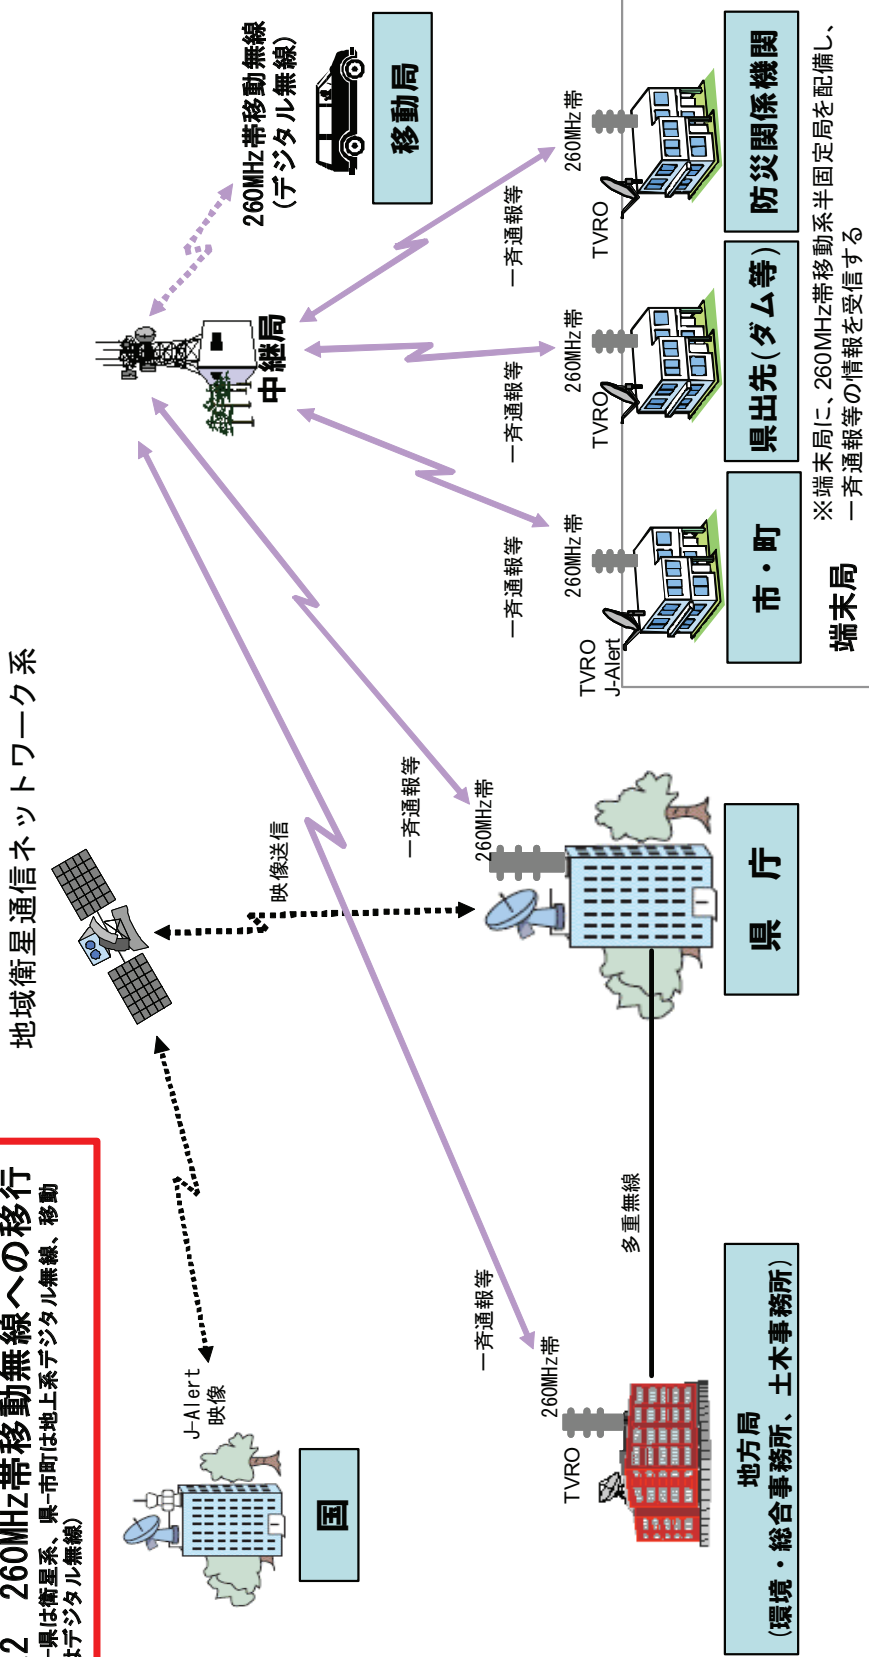 2　260MHz帯移動無線への移行
県は衛星系、県-市町は地上系デジタル無線、移動
はデジタル無線)
地域衛星通信ネットワーク系
国
J-Alert
映像
映像送信
一斉通報等
260MHz帯
県　庁
多重無線
一斉通報等
260MHz帯
TVRO
地方局
(環境・総合事務所、土木事務所)
中継局
260MHz帯移動無線
(デジタル無線)
移動局
一斉通報等
260MHz帯
TVRO
J-Alert
市・町
一斉通報等
260MHz帯
TVRO
県出先(ダム等)
一斉通報等
260MHz帯
TVRO
防災関係機関
端末局
※端末局に、260MHz帯移動系半固定局を配備し、
一斉通報等の情報を受信する